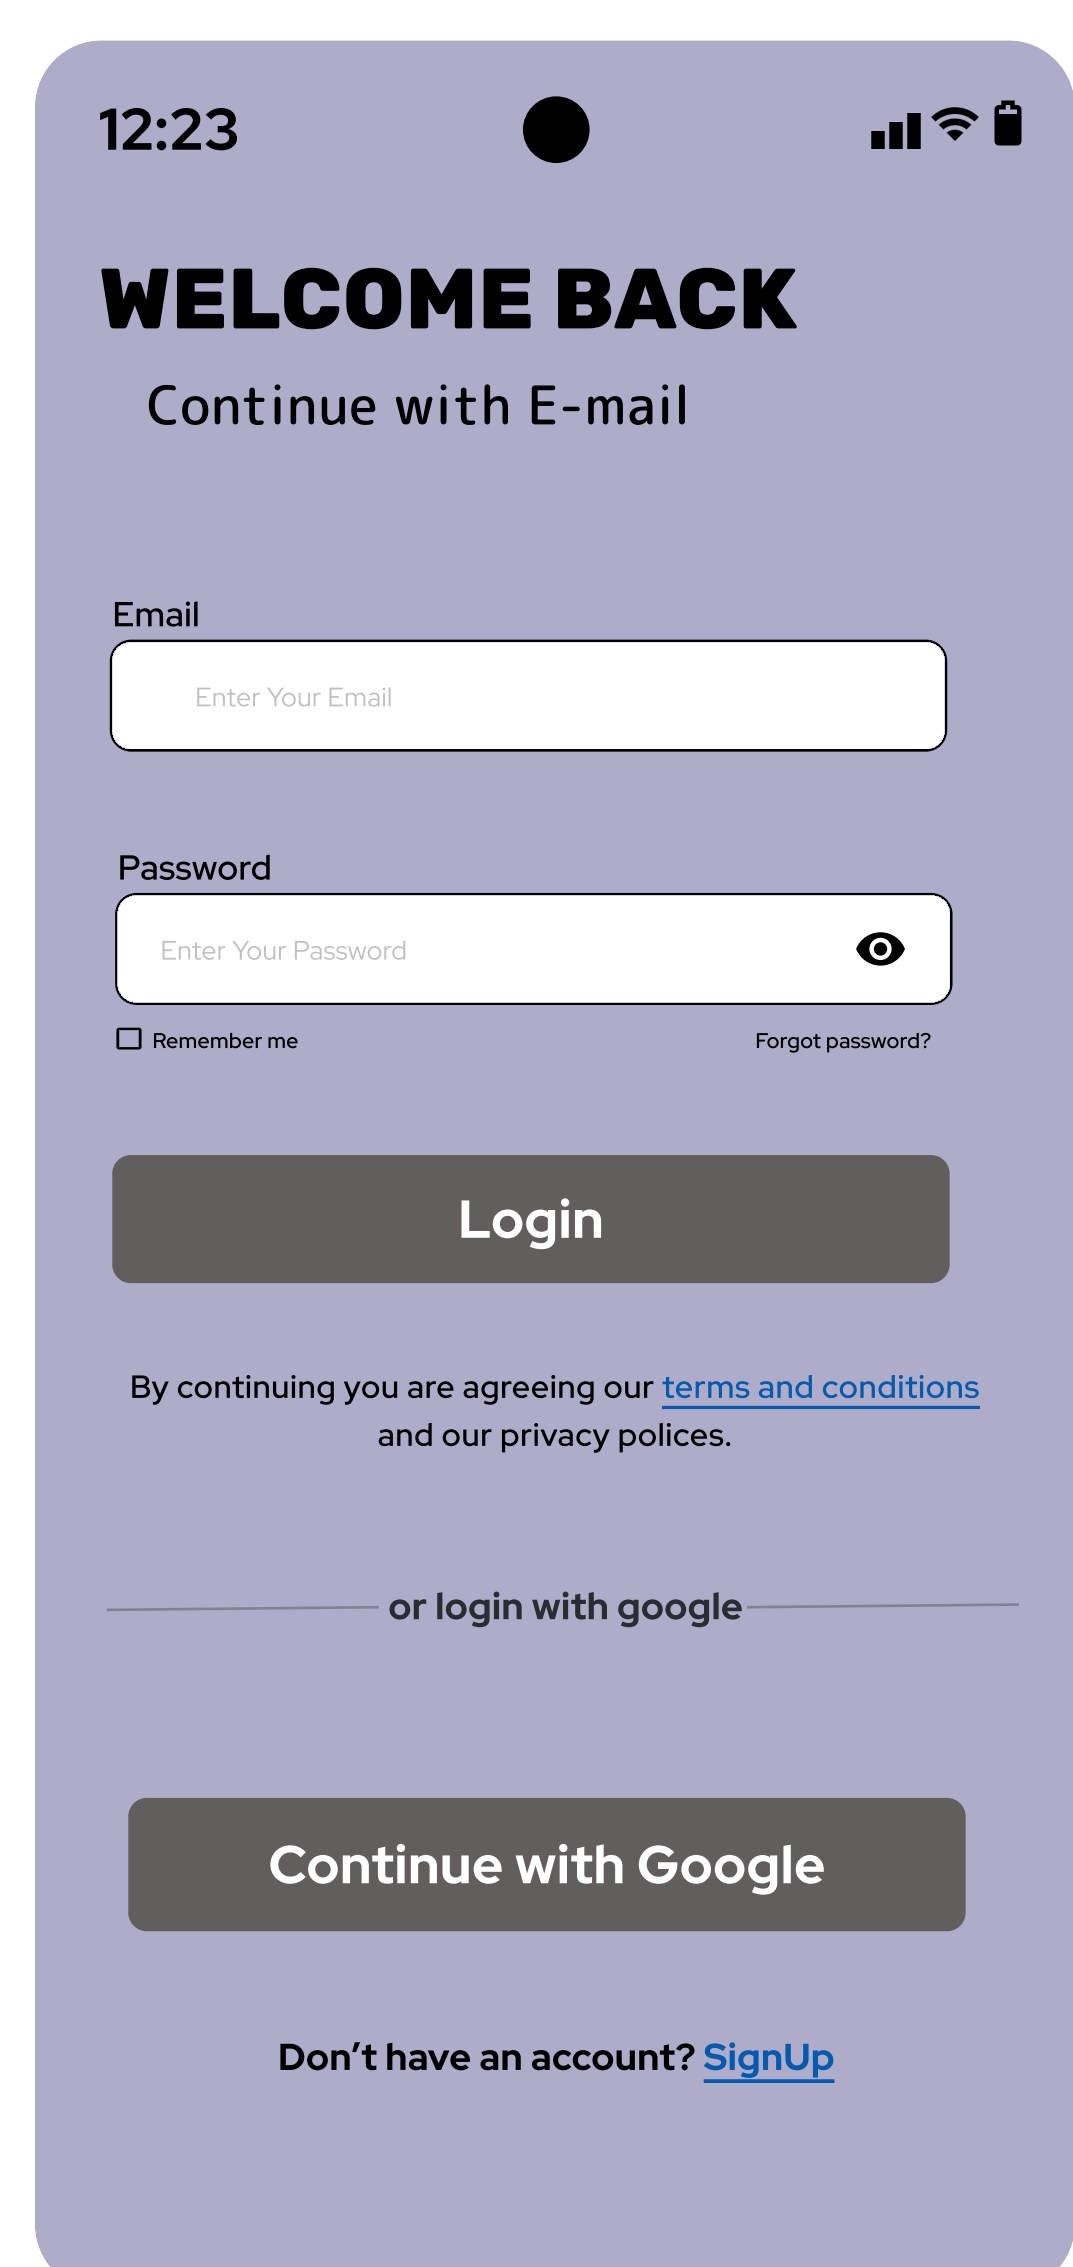 12:23
WELCOME BACK
Continue with E-mail
Email
Enter Your Email
Password
Enter Your Password
Remember me
Forgot password?
Login
By continuing you are agreeing our terms and conditions
and our privacy polices.
or login with google
Continue with Google
Don’t have an account? SignUp